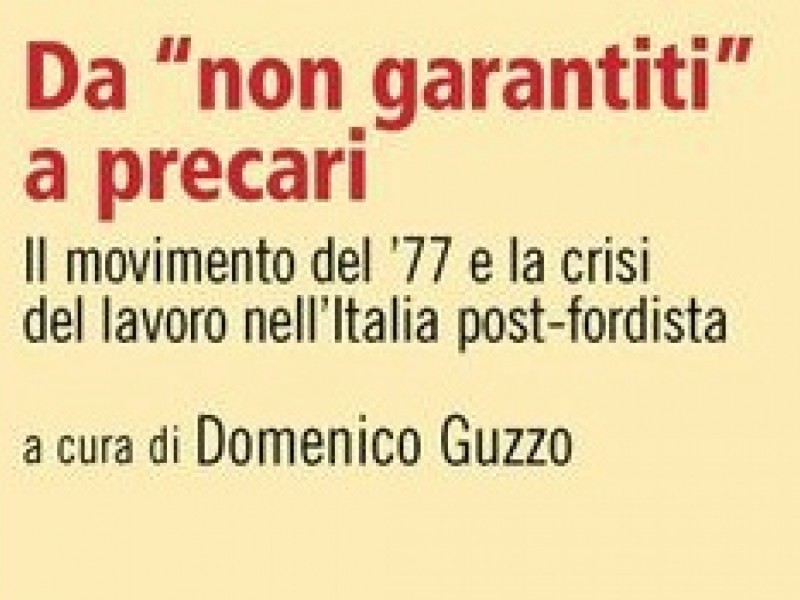 Da “non garantiti”
a precari
Il movimento del ’77 e la crisi
del lavoro nell’Italia post-fordista
a cura di Domenico Guzzo